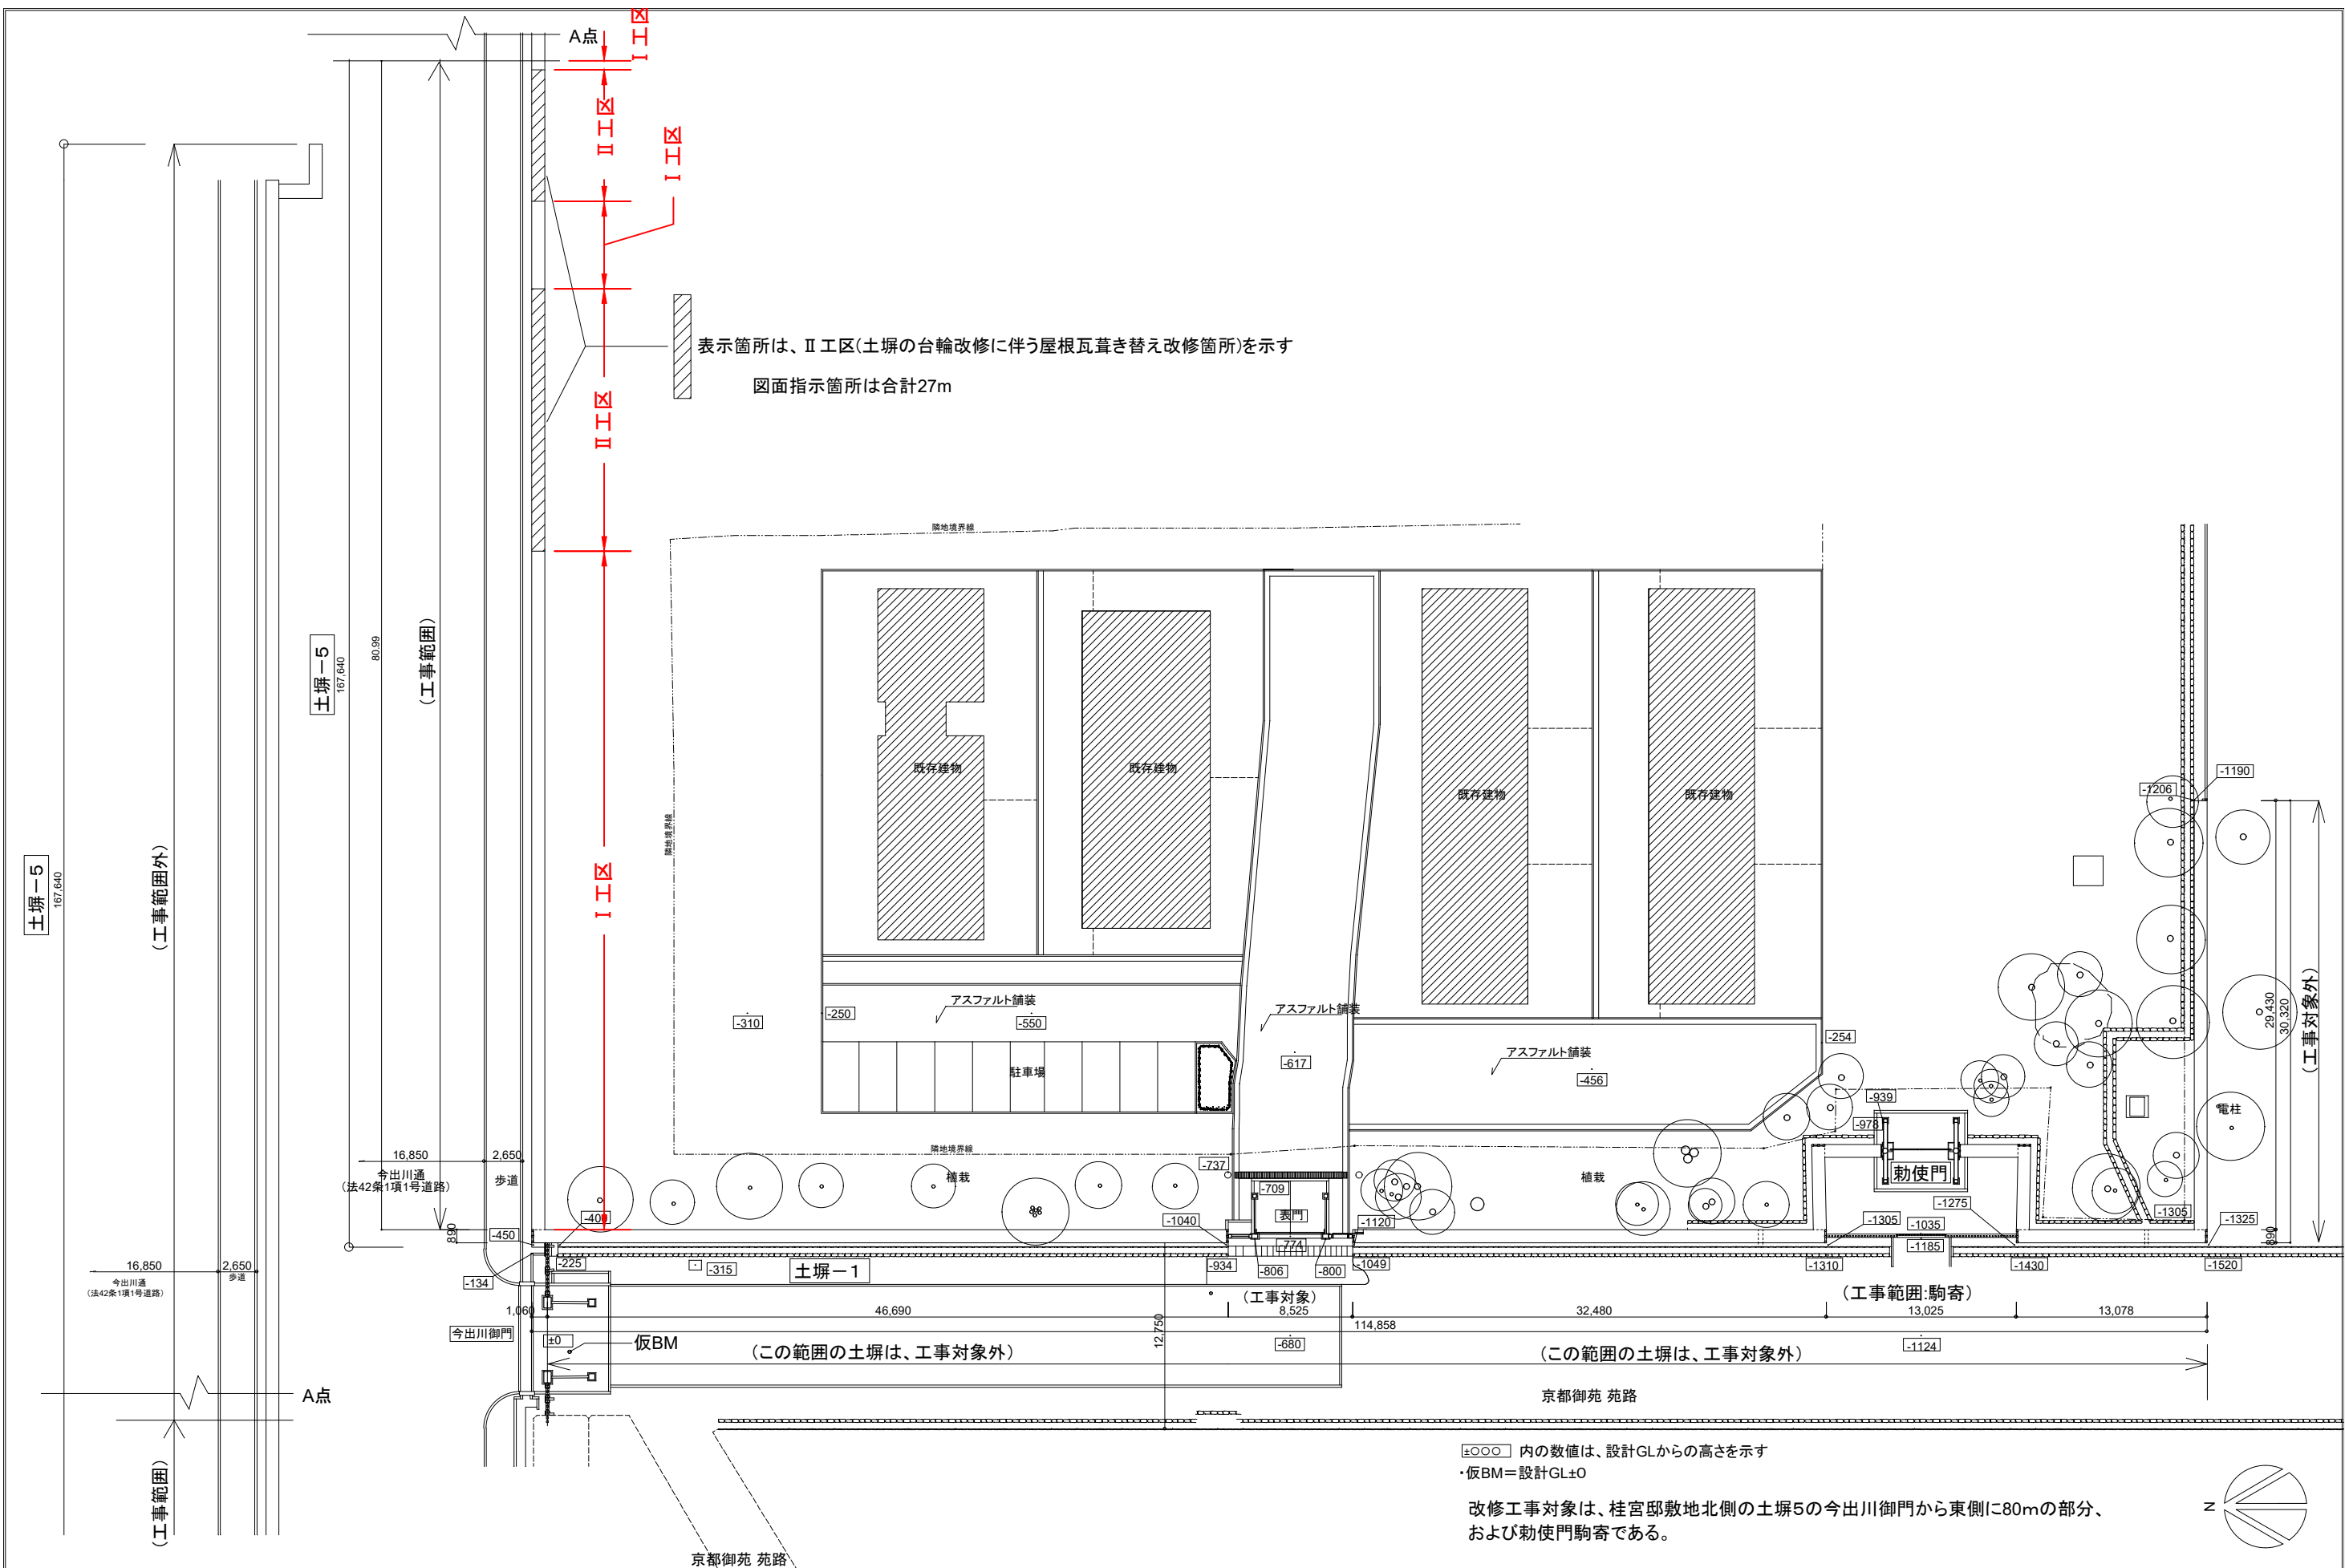 A点
Ⅰ工区
Ⅱ工区
Ⅰ工区
表示箇所は、Ⅱ工区(土塀の台輪改修に伴う屋根瓦葺き替え改修箇所)を示す
図面指示箇所は合計27m
Ⅱ工区
Ⅰ工区
土塀－5
167,640
(工事範囲外)
土塀－5
167,640
80.99
(工事範囲)
隣地境界線
隣地境界線
隣地境界線
既存建物
既存建物
既存建物
既存建物
-1190
-1206
29,430
30,320
(工事対象外)
アスファルト舗装
アスファルト舗装
アスファルト舗装
-310
-250
-550
-617
-456
-254
駐車場
-939
-978
電柱
16,850
2,650
今出川通
(法42条1項1号道路)
歩道
植栽
植栽
-737
-709
表門
-774
勅使門
-1275
-1305
-1325
890
-450
-400
-1040
-1120
-1305
-1035
-1185
890
16,850
2,650
今出川通
(法42条1項1号道路)
歩道
-134
-225
-315
土塀－1
-934
-806
-800
-1049
-1310
-1430
-1520
(工事対象)
(工事範囲:駒寄)
1,060
46,690
8,525
32,480
13,025
13,078
114,858
12,750
今出川御門
±0
仮BM
-680
-1124
(この範囲の土塀は、工事対象外)
(この範囲の土塀は、工事対象外)
京都御苑 苑路
A点
(工事範囲)
±○○○ 内の数値は、設計GLからの高さを示す
・仮BM＝設計GL±0
改修工事対象は、桂宮邸敷地北側の土塀5の今出川御門から東側に80mの部分、
および勅使門駒寄である。
N
京都御苑 苑路